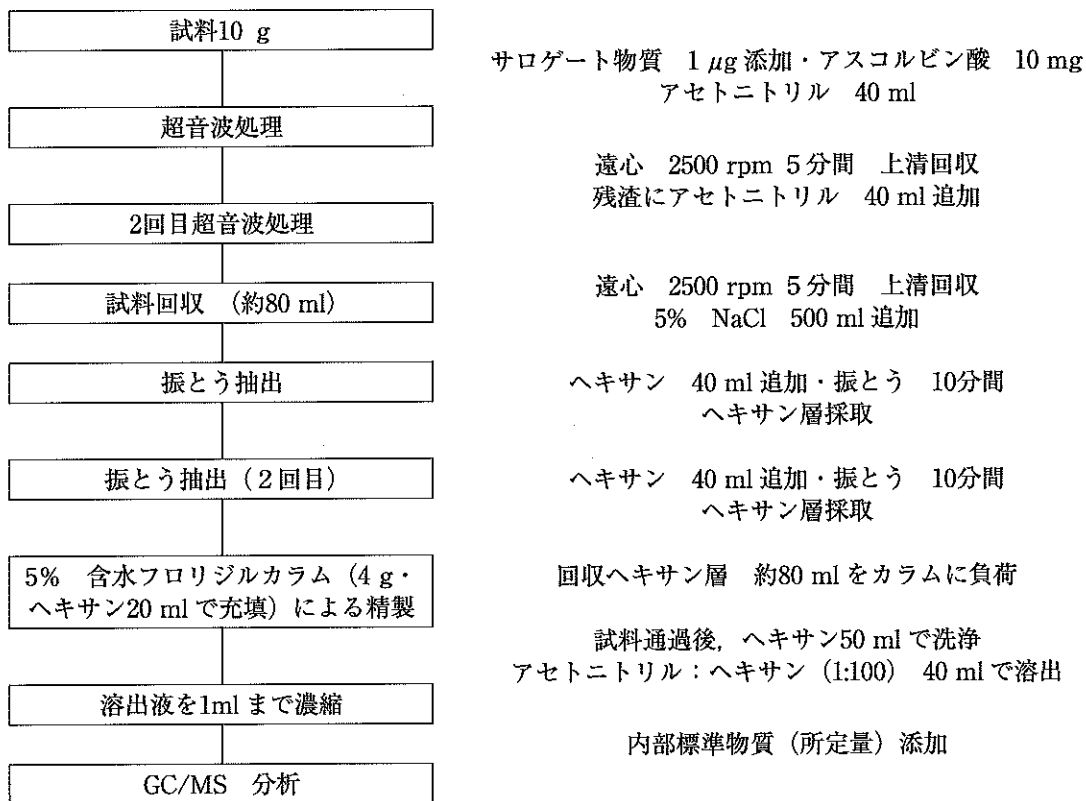 試料10 g
サロゲート物質 1 μg 添加・アスコルビン酸 10 mg
アセトニトリル 40 ml
超音波処理
遠心 2500 rpm 5分間 上清回収
残渣にアセトニトリル 40 ml 追加
2回目超音波処理
試料回収 (約80 ml)
遠心 2500 rpm 5分間 上清回収
5% NaCl 500 ml 追加
振とう抽出
ヘキサン 40 ml 追加・振とう 10分間
ヘキサン層採取
振とう抽出（2回目）
ヘキサン 40 ml 追加・振とう 10分間
ヘキサン層採取
5% 含水フロリジルカラム（4 g・
ヘキサン20 ml で充填）による精製
回収ヘキサン層 約80 ml をカラムに負荷
試料通過後，ヘキサン50 ml で洗浄
アセトニトリル：ヘキサン（1:100） 40 ml で溶出
溶出液を1ml まで濃縮
内部標準物質（所定量）添加
GC/MS 分析